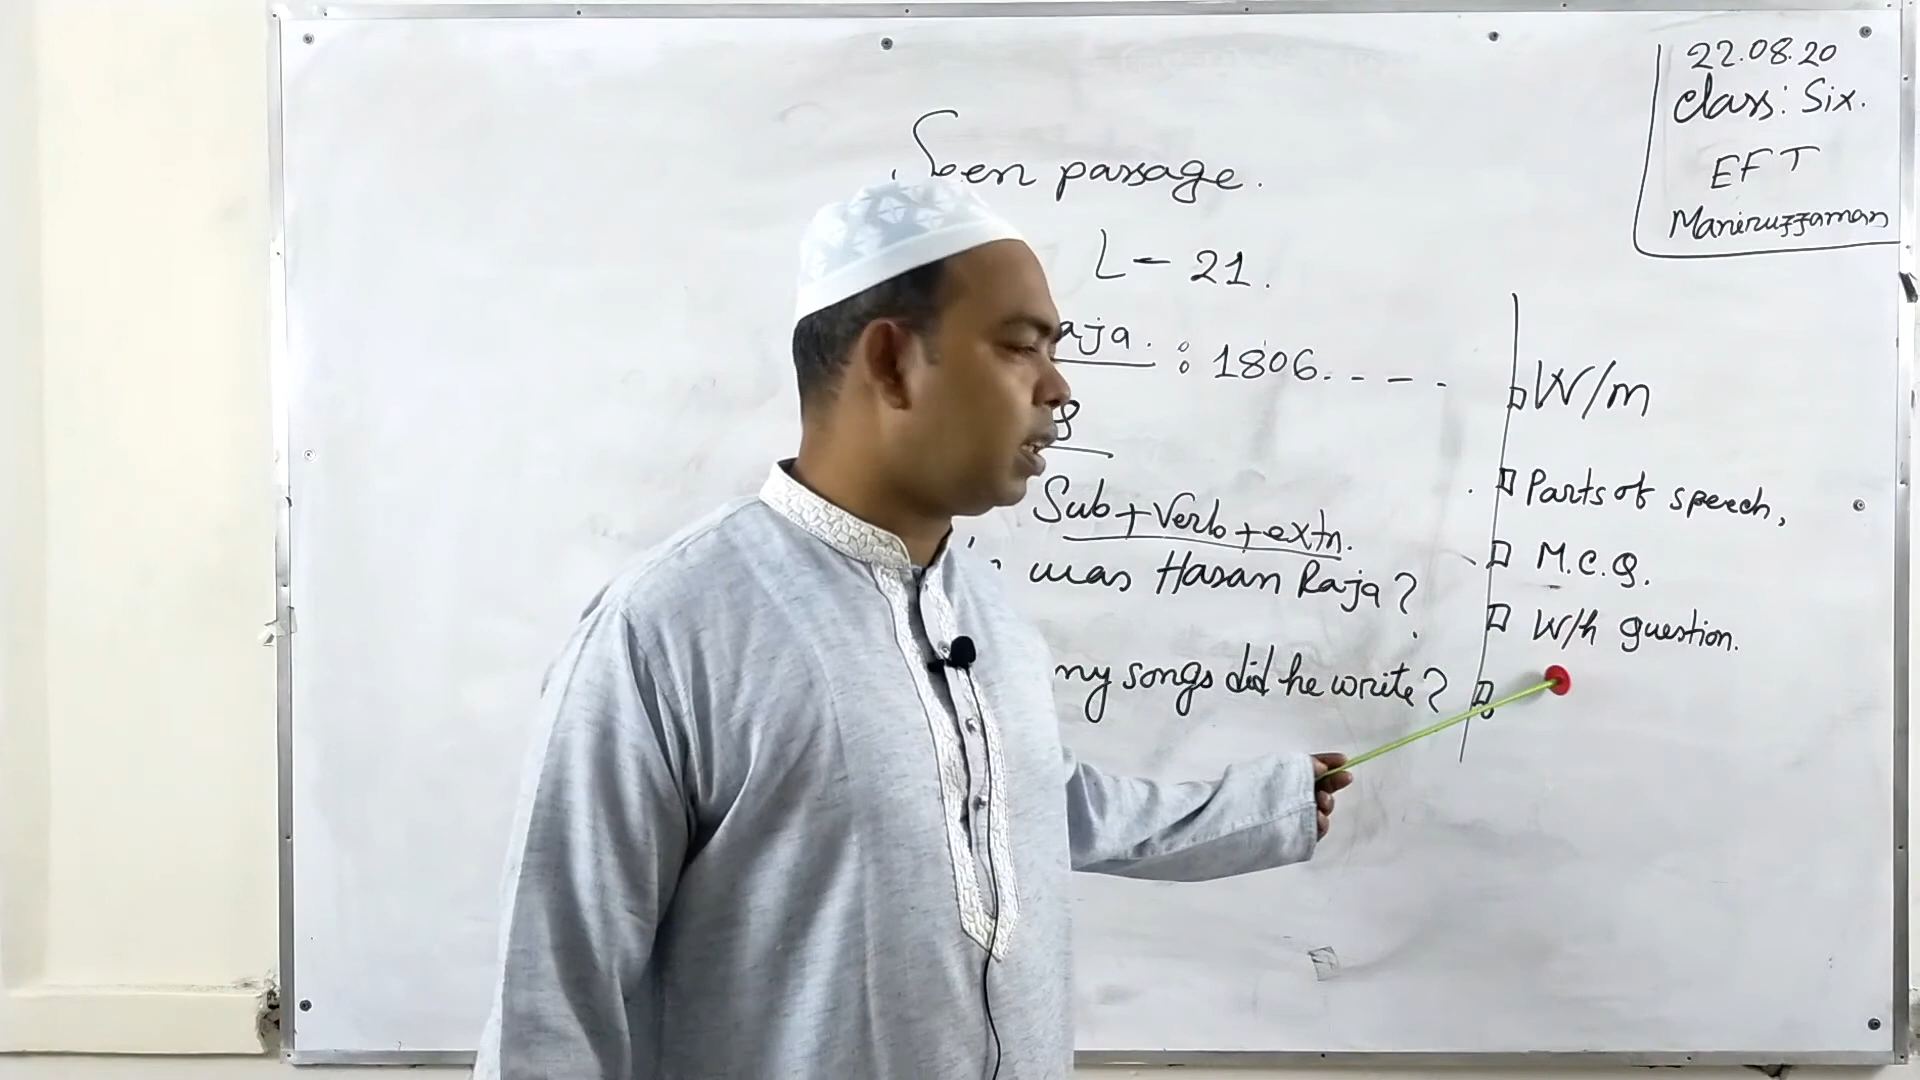 22.08.20
Class: Six.
EFT
Maniruzzaman
Seen passage.
L - 21.
aja. : 1806. - - - -
Sub + Verb + extn.
was Hasan Raja?
ny songs did he write?
W/m
Parts of speech,
M.C.Q.
W/h question.